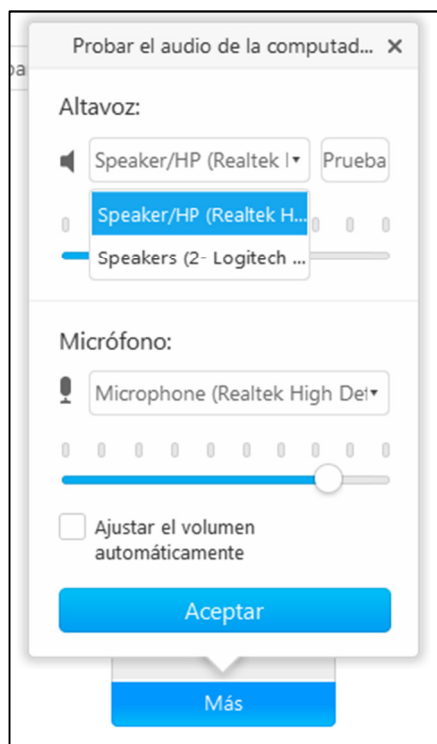 Probar el audio de la computad...
Altavoz:
Speaker/HP (Realtek
Prueba
Speaker/HP (Realtek H...
Speakers (2- Logitech ...
Micrófono:
Microphone (Realtek High Def
Ajustar el volumen
automáticamente
Aceptar
Más